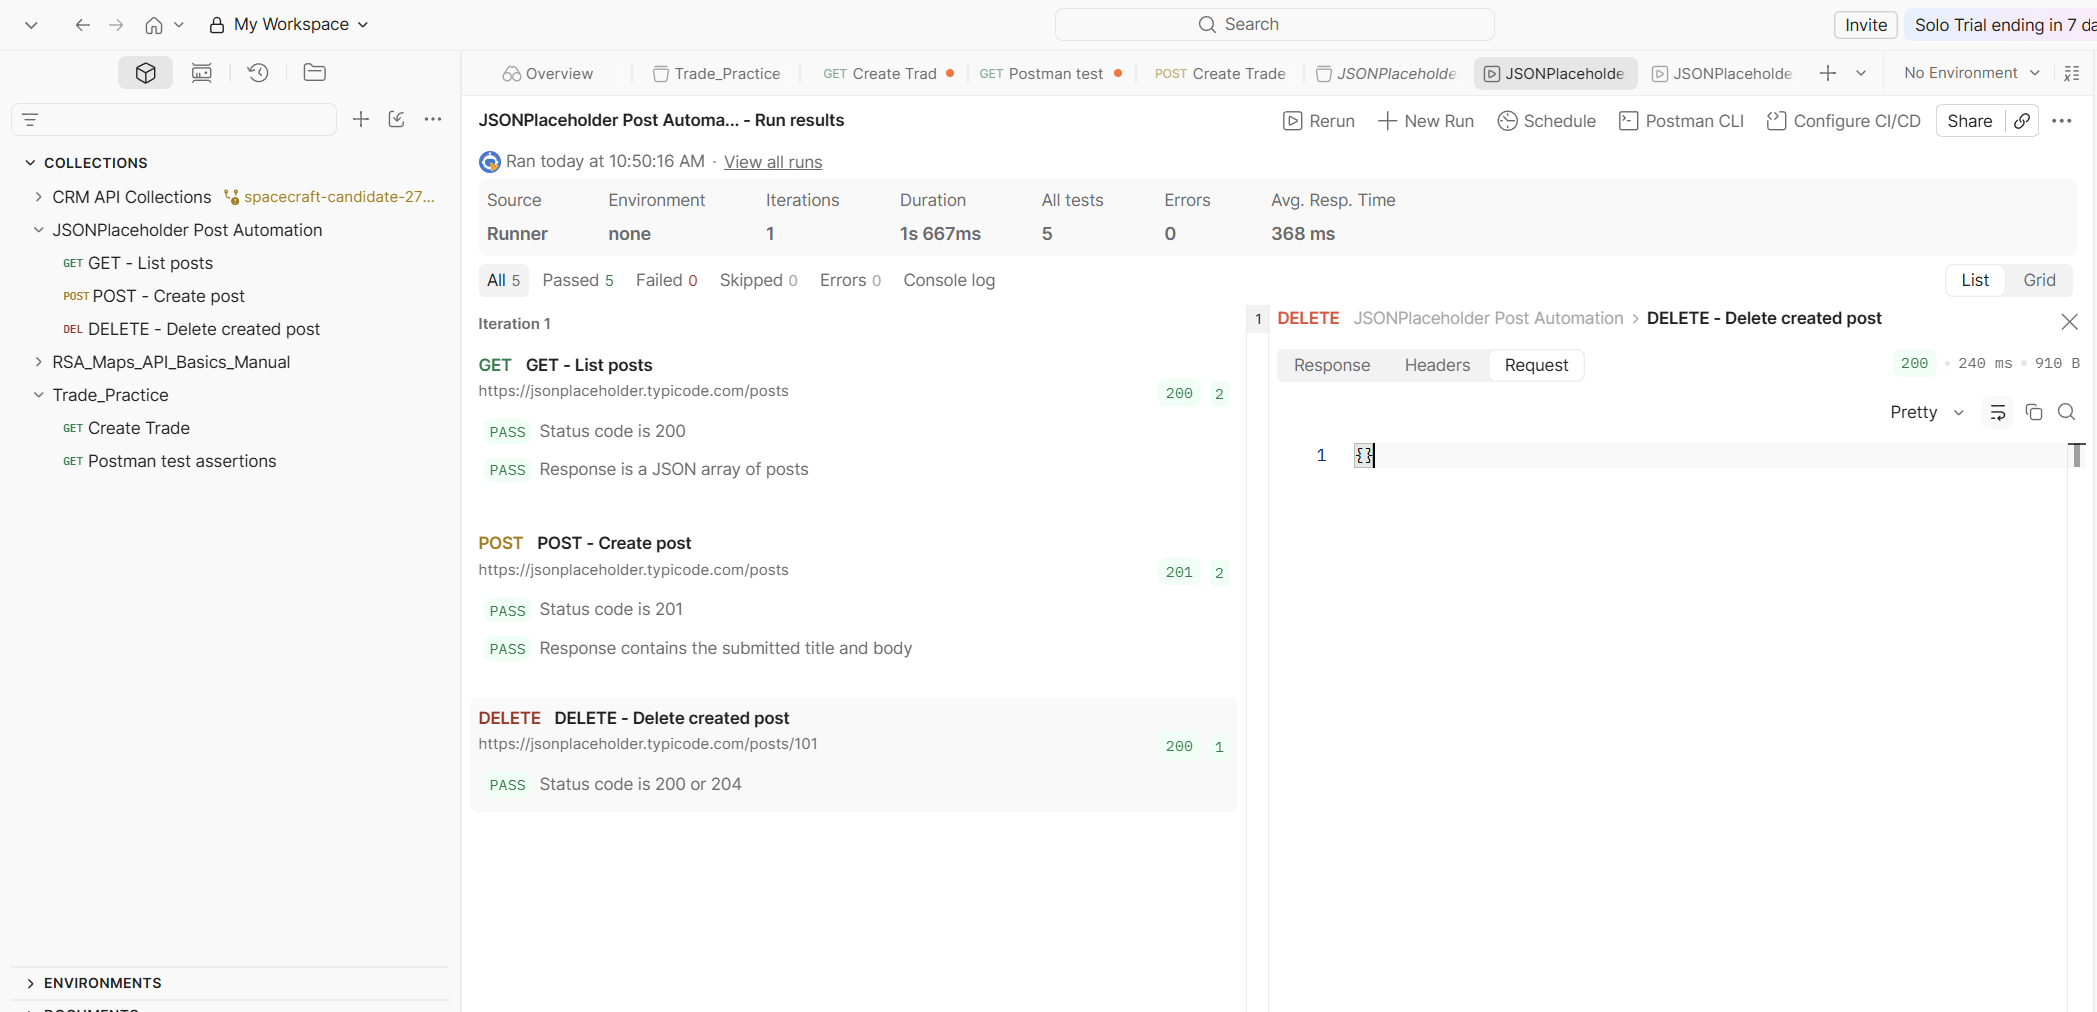 My Workspace
Search
Invite
Solo Trial ending in 7 da
Overview
Trade_Practice
GET Create Trad
GET Postman test
POST Create Trade
JSONPlaceholde
JSONPlaceholde
JSONPlaceholde
No Environment
COLLECTIONS
CRM API Collections spacecraft-candidate-27...
JSONPlaceholder Post Automation
GET GET - List posts
POST POST - Create post
DEL DELETE - Delete created post
RSA_Maps_API_Basics_Manual
Trade_Practice
GET Create Trade
GET Postman test assertions
ENVIRONMENTS
JSONPlaceholder Post Automa... - Run results
Rerun
New Run
Schedule
Postman CLI
Configure CI/CD
Share
Ran today at 10:50:16 AM · View all runs
Source Environment Iterations Duration All tests Errors Avg. Resp. Time
Runner none 1 1s 667ms 5 0 368 ms
All 5 Passed 5 Failed 0 Skipped 0 Errors 0 Console log
List Grid
Iteration 1
GET GET - List posts
https://jsonplaceholder.typicode.com/posts
200 2
PASS Status code is 200
PASS Response is a JSON array of posts
POST POST - Create post
https://jsonplaceholder.typicode.com/posts
201 2
PASS Status code is 201
PASS Response contains the submitted title and body
DELETE DELETE - Delete created post
https://jsonplaceholder.typicode.com/posts/101
200 1
PASS Status code is 200 or 204
1
DELETE JSONPlaceholder Post Automation > DELETE - Delete created post
Response Headers Request
200 • 240 ms • 910 B
Pretty
1 {}